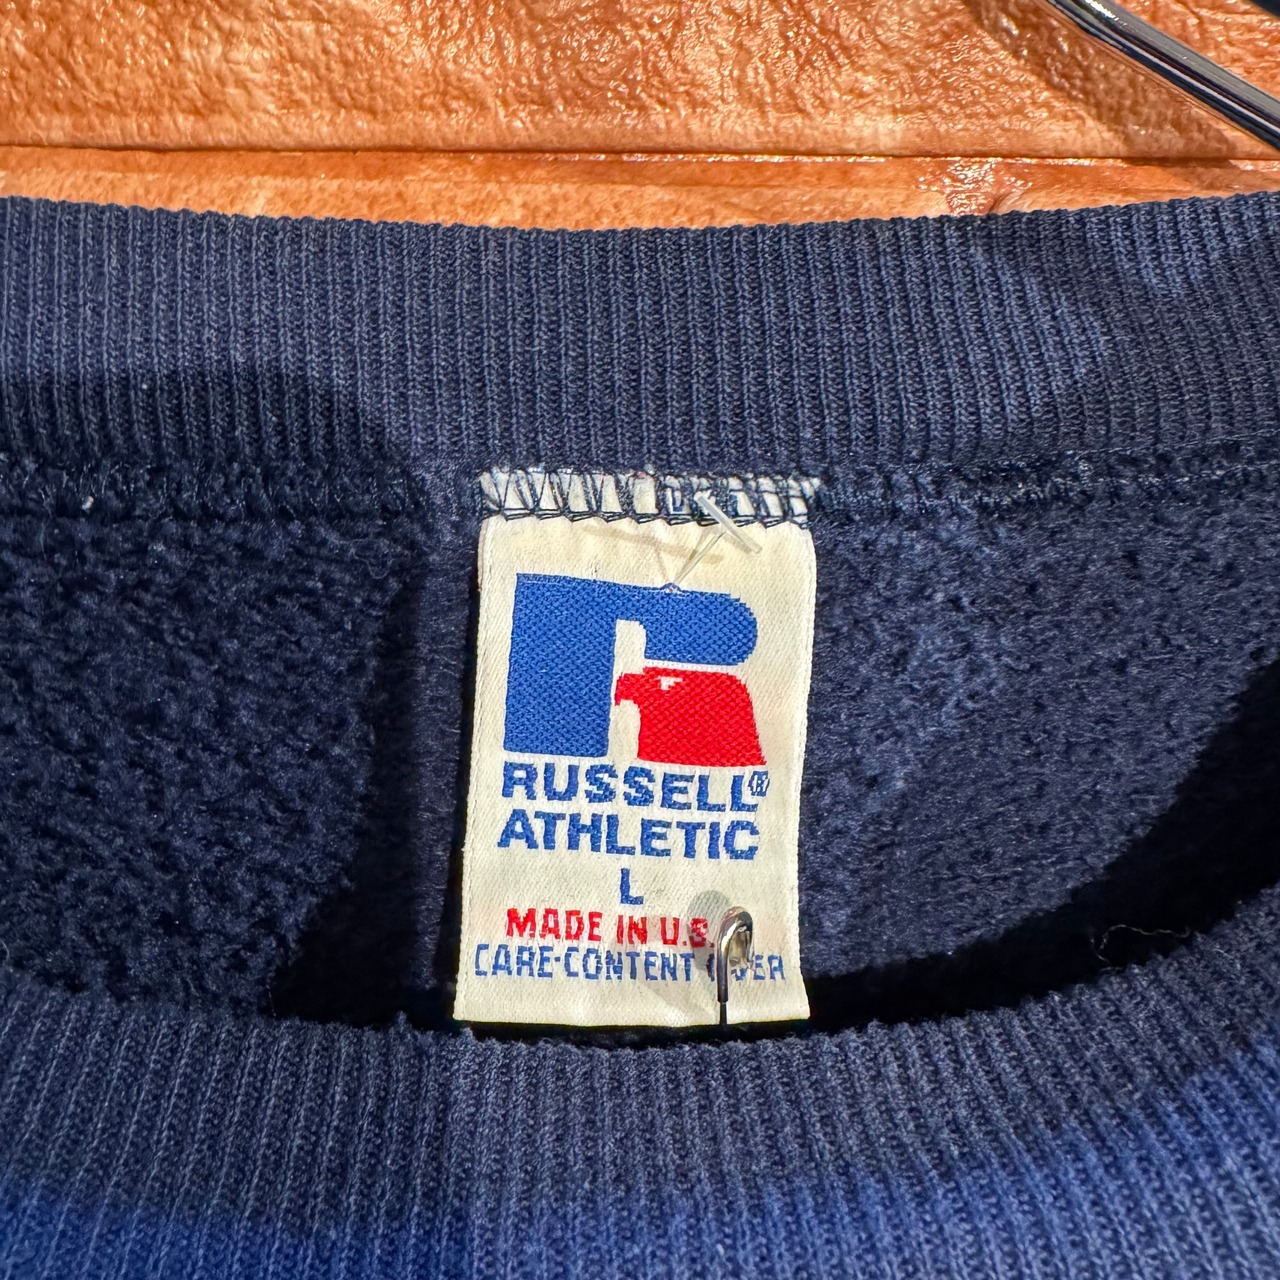 RUSSELL®
ATHLETIC
L
MADE IN U.S.
CARE·CONTENT